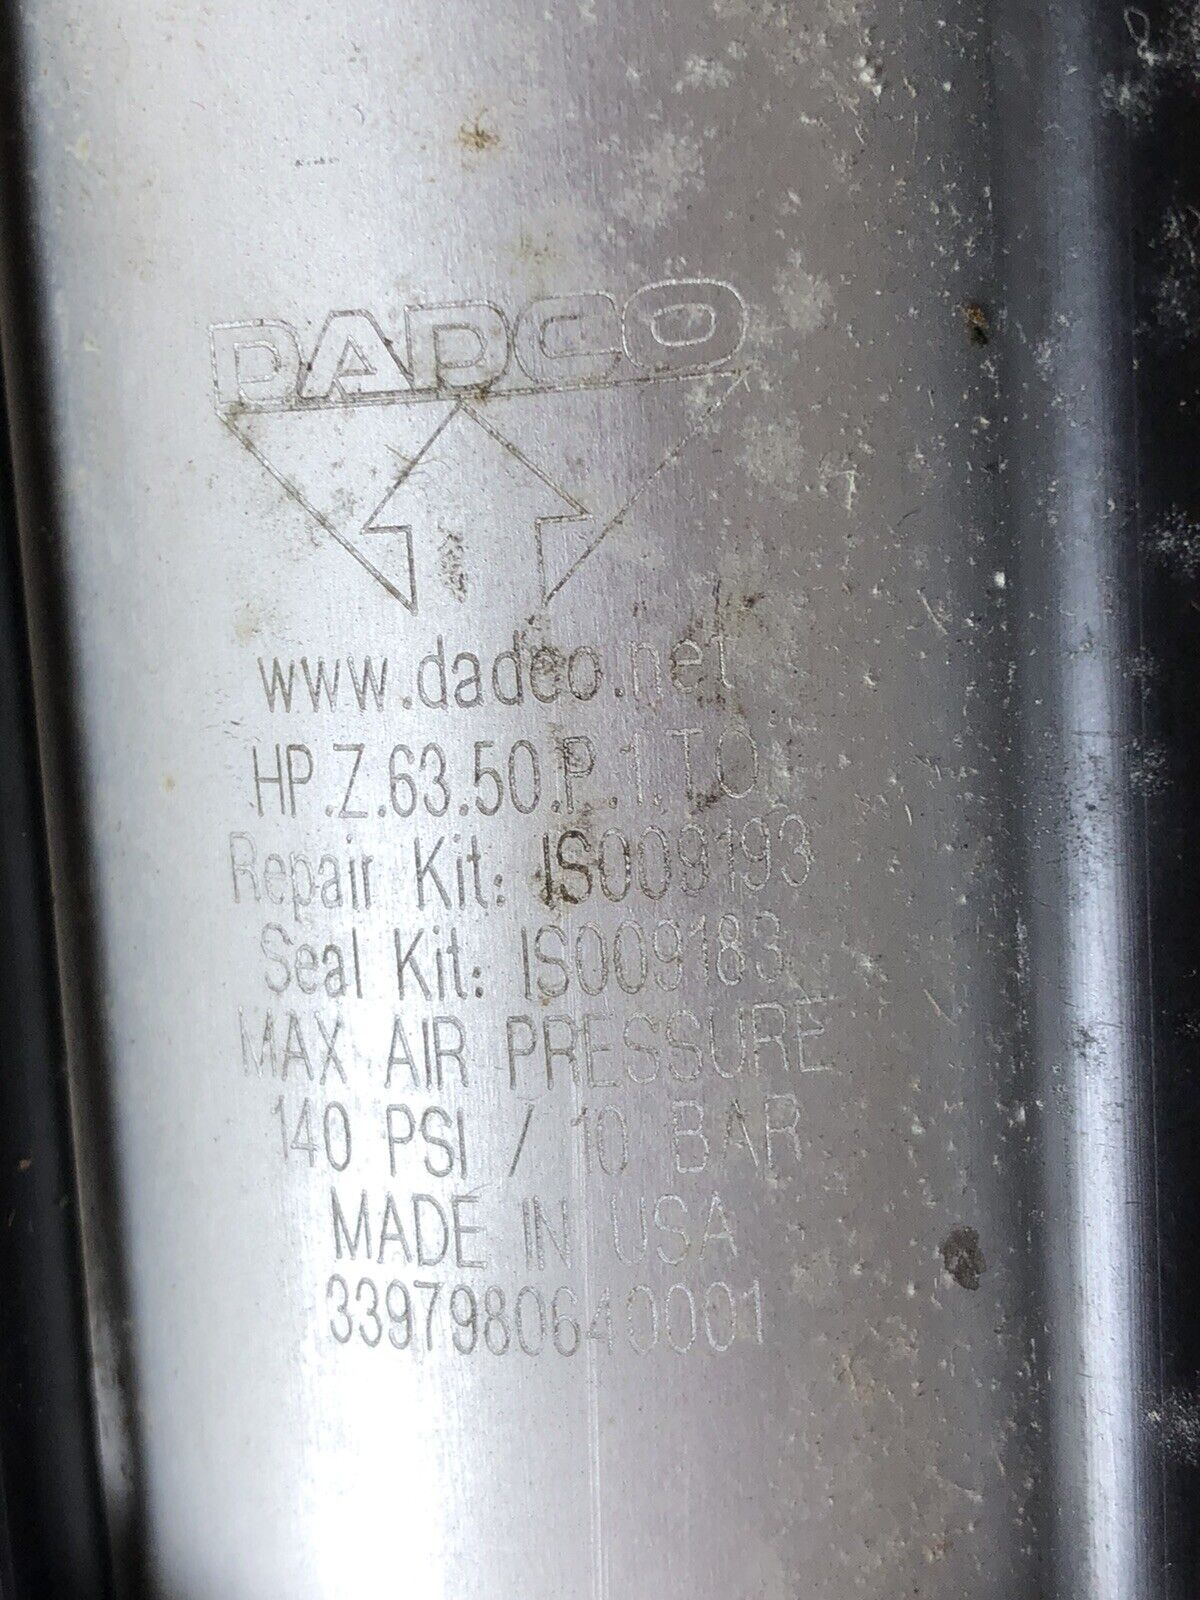 DADCO
www.dadco.net
HP.Z.63.50.P.1.T.0
Repair Kit: IS009193
Seal Kit: IS009183
MAX AIR PRESSURE
140 PSI / 10 BAR
MADE IN USA
3397980640001